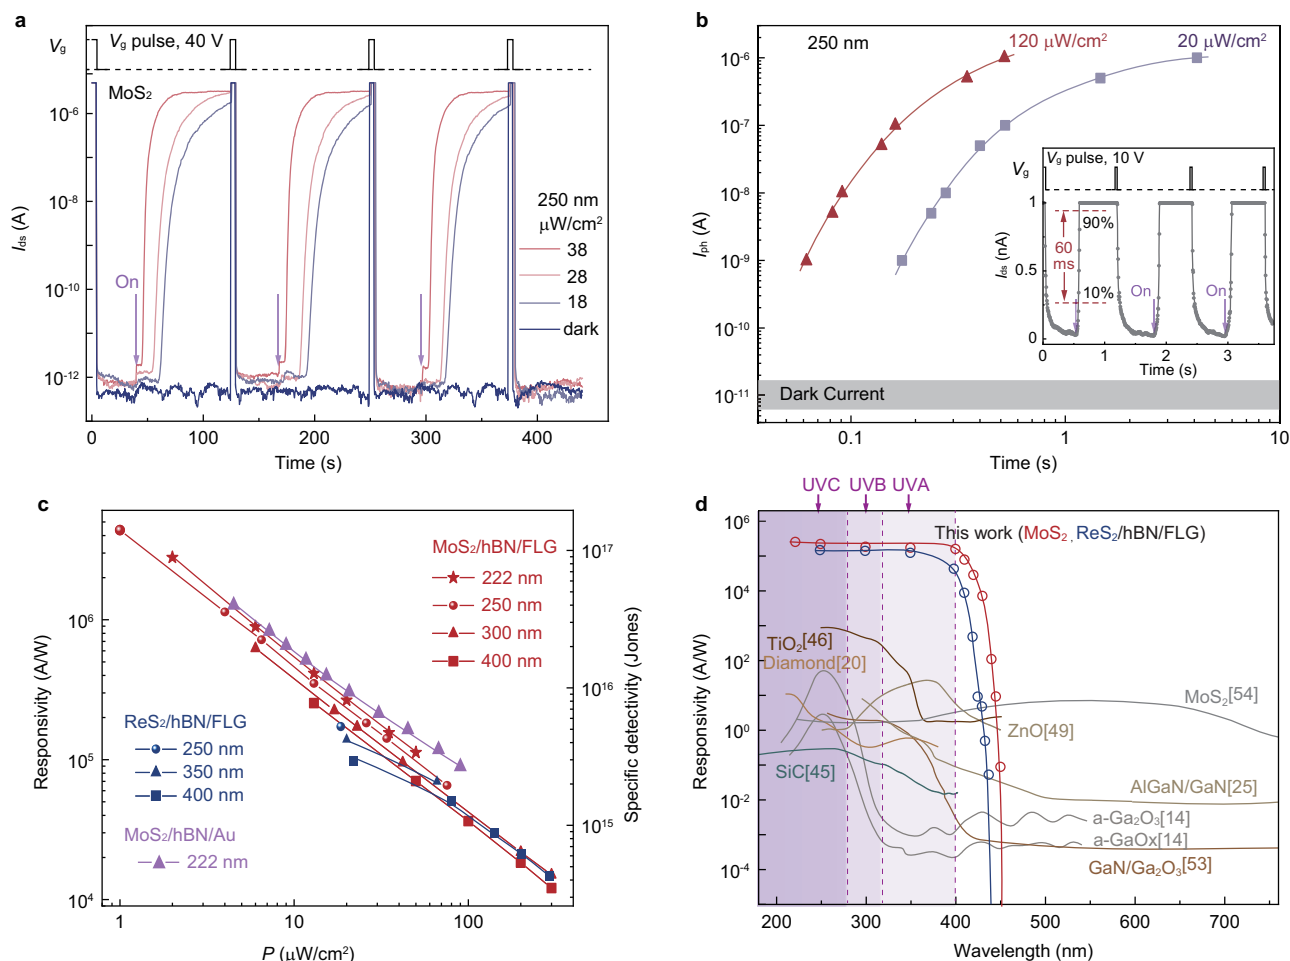 a
V_g
V_g pulse, 40 V
MoS₂
10⁻⁶
10⁻⁸
10⁻¹⁰
10⁻¹²
I_ds (A)
On
250 nm
μW/cm²
38
28
18
dark
0
100
200
300
400
Time (s)
b
250 nm
120 μW/cm²
20 μW/cm²
10⁻⁶
10⁻⁷
10⁻⁸
10⁻⁹
10⁻¹⁰
10⁻¹¹
I_ph (A)
Dark Current
0.1
1
10
Time (s)
V_g
V_g pulse, 10 V
1
0.5
0
I_ds (nA)
90%
60
ms
10%
On
On
0
1
2
3
Time (s)
c
10⁶
10⁵
10⁴
Responsivity (A/W)
10¹⁷
10¹⁶
10¹⁵
Specific detectivity (Jones)
MoS₂/hBN/FLG
222 nm
250 nm
300 nm
400 nm
ReS₂/hBN/FLG
250 nm
350 nm
400 nm
MoS₂/hBN/Au
222 nm
1
10
100
P (μW/cm²)
d
UVC
UVB
UVA
10⁶
10⁴
10²
10⁰
10⁻²
10⁻⁴
Responsivity (A/W)
This work (MoS₂, ReS₂/hBN/FLG)
TiO₂[46]
Diamond[20]
MoS₂[54]
ZnO[49]
SiC[45]
AlGaN/GaN[25]
a-Ga₂O₃[14]
a-GaOx[14]
GaN/Ga₂O₃[53]
200
300
400
500
600
700
Wavelength (nm)